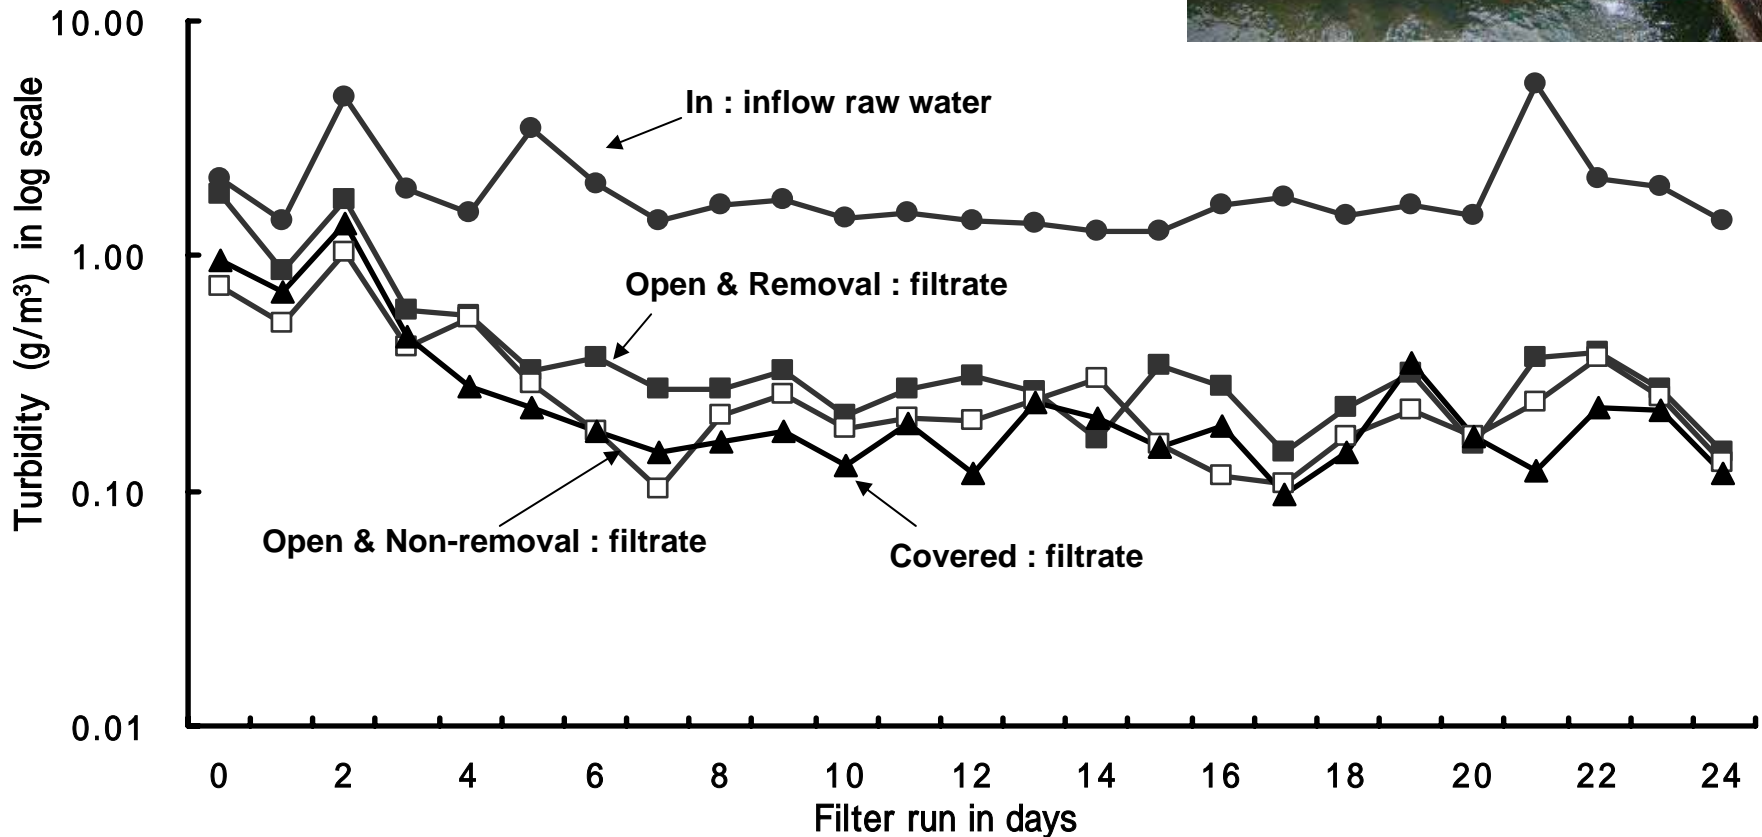 10.00
1.00
0.10
0.01
Turbidity (g/m³) in log scale
In : inflow raw water
Open & Removal : filtrate
Open & Non-removal : filtrate
Covered : filtrate
0 2 4 6 8 10 12 14 16 18 20 22 24
Filter run in days